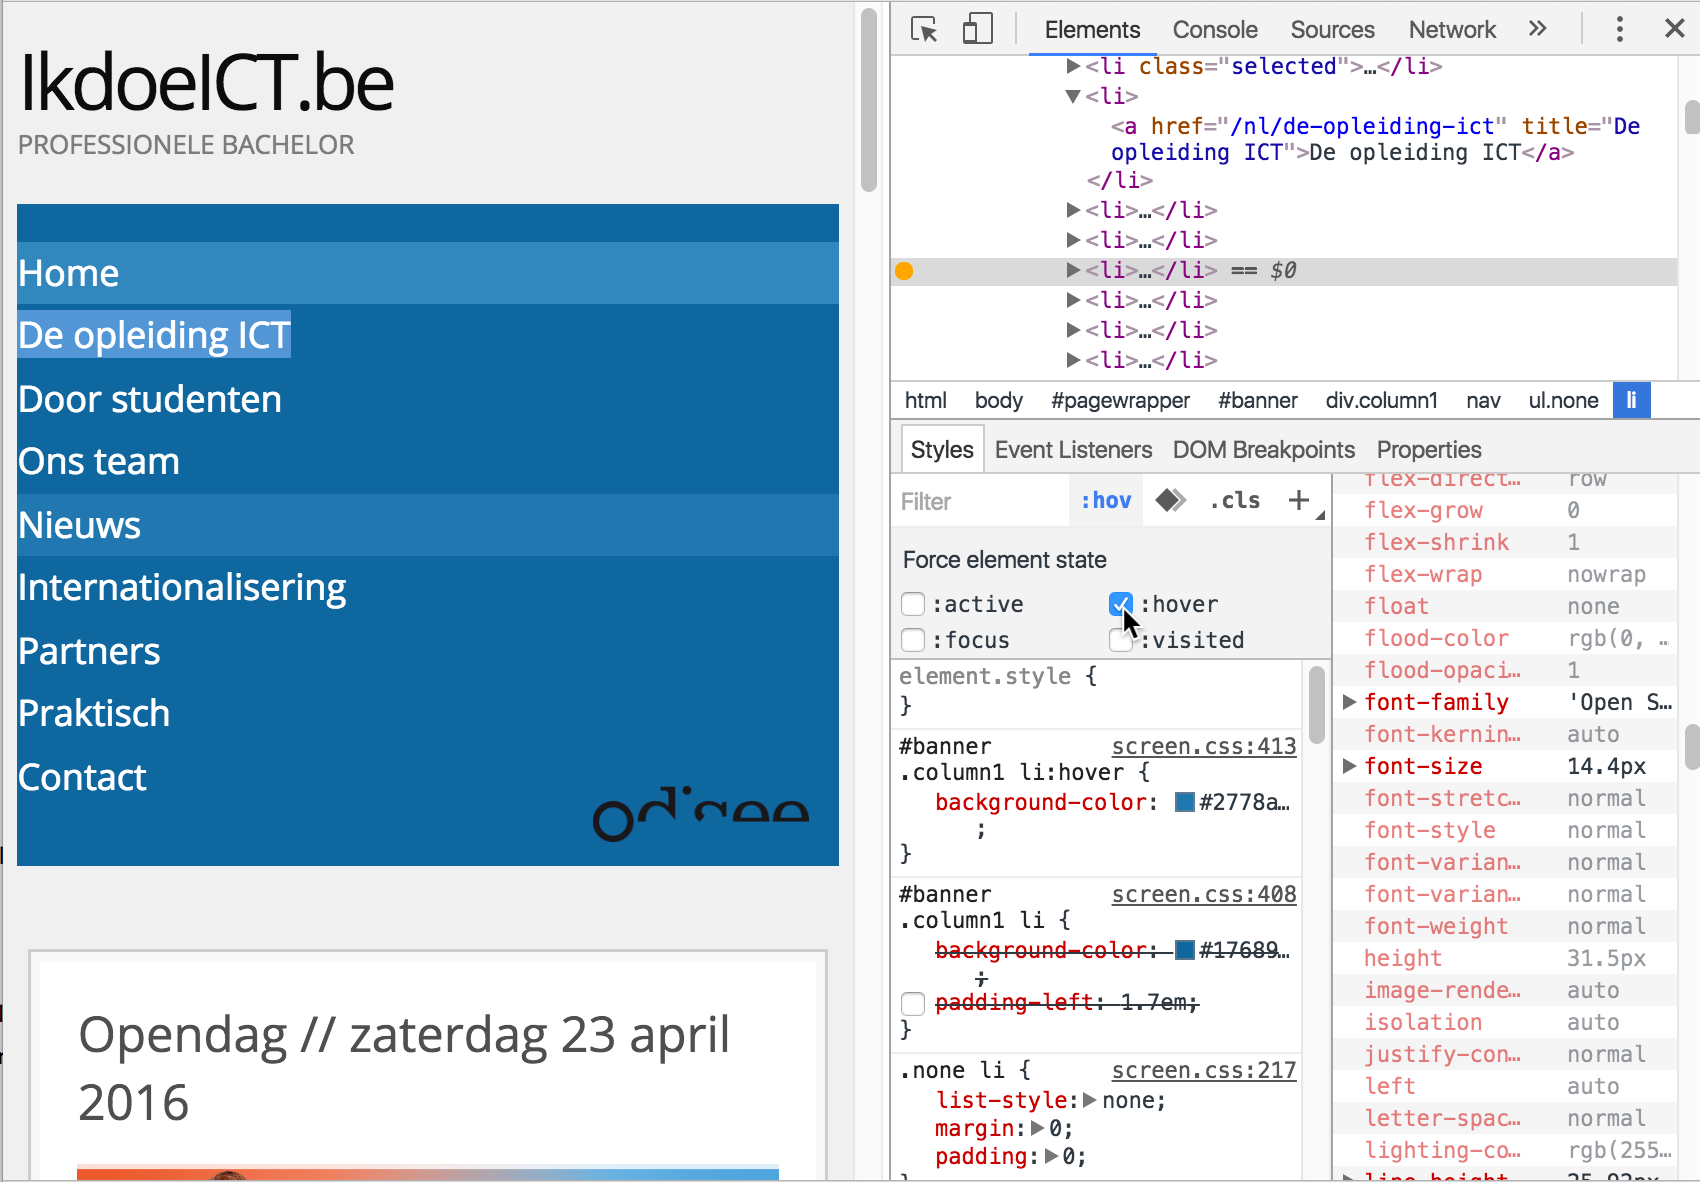 IkdoeICT.be
PROFESSIONELE BACHELOR
Home
De opleiding ICT
Door studenten
Ons team
Nieuws
Internationalisering
Partners
Praktisch
Contact
odisee
Opendag // zaterdag 23 april
2016
Elements Console Sources Network »
▶<li class="selected">…</li>
▼<li>
<a href="/nl/de-opleiding-ict" title="De
opleiding ICT">De opleiding ICT</a>
</li>
▶<li>…</li>
▶<li>…</li>
▶<li>…</li> == $0
▶<li>…</li>
▶<li>…</li>
▶<li>…</li>
html body #pagewrapper #banner div.column1 nav ul.none li
Styles Event Listeners DOM Breakpoints Properties
Filter :hov .cls +
Force element state
:active :hover
:focus :visited
element.style {
}
#banner screen.css:413
.column1 li:hover {
background-color: #2778a…
;
}
#banner screen.css:408
.column1 li {
background-color: #17689…
;
padding-left: 1.7em;
}
.none li { screen.css:217
list-style:▶none;
margin:▶0;
padding:▶0;
}
flex-direct… row
flex-grow 0
flex-shrink 1
flex-wrap nowrap
float none
flood-color rgb(0, …
flood-opaci… 1
▶font-family 'Open S…
font-kernin… auto
▶font-size 14.4px
font-stretc… normal
font-style normal
font-varian… normal
font-varian… normal
font-weight normal
height 31.5px
image-rende… auto
isolation auto
justify-con… normal
left auto
letter-spac… normal
lighting-co… rgb(255…
▶line-height 25.92px